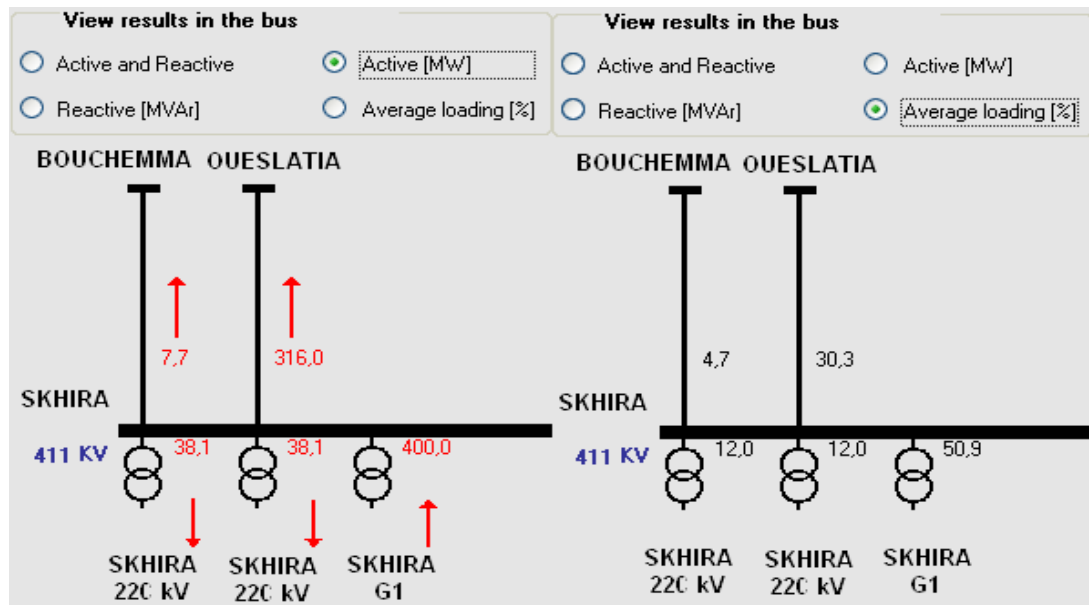 View results in the bus
Active and Reactive
Active [MW]
Reactive [MVAr]
Average loading [%]
BOUCHEMMA OUESLATIA
7,7
316,0
SKHIRA
411 KV
38,1
38,1
400,0
SKHIRA
220 kV
SKHIRA
220 kV
SKHIRA
G1
View results in the bus
Active and Reactive
Active [MW]
Reactive [MVAr]
Average loading [%]
BOUCHEMMA OUESLATIA
4,7
30,3
SKHIRA
411 KV
12,0
12,0
50,9
SKHIRA
220 kV
SKHIRA
220 kV
SKHIRA
G1